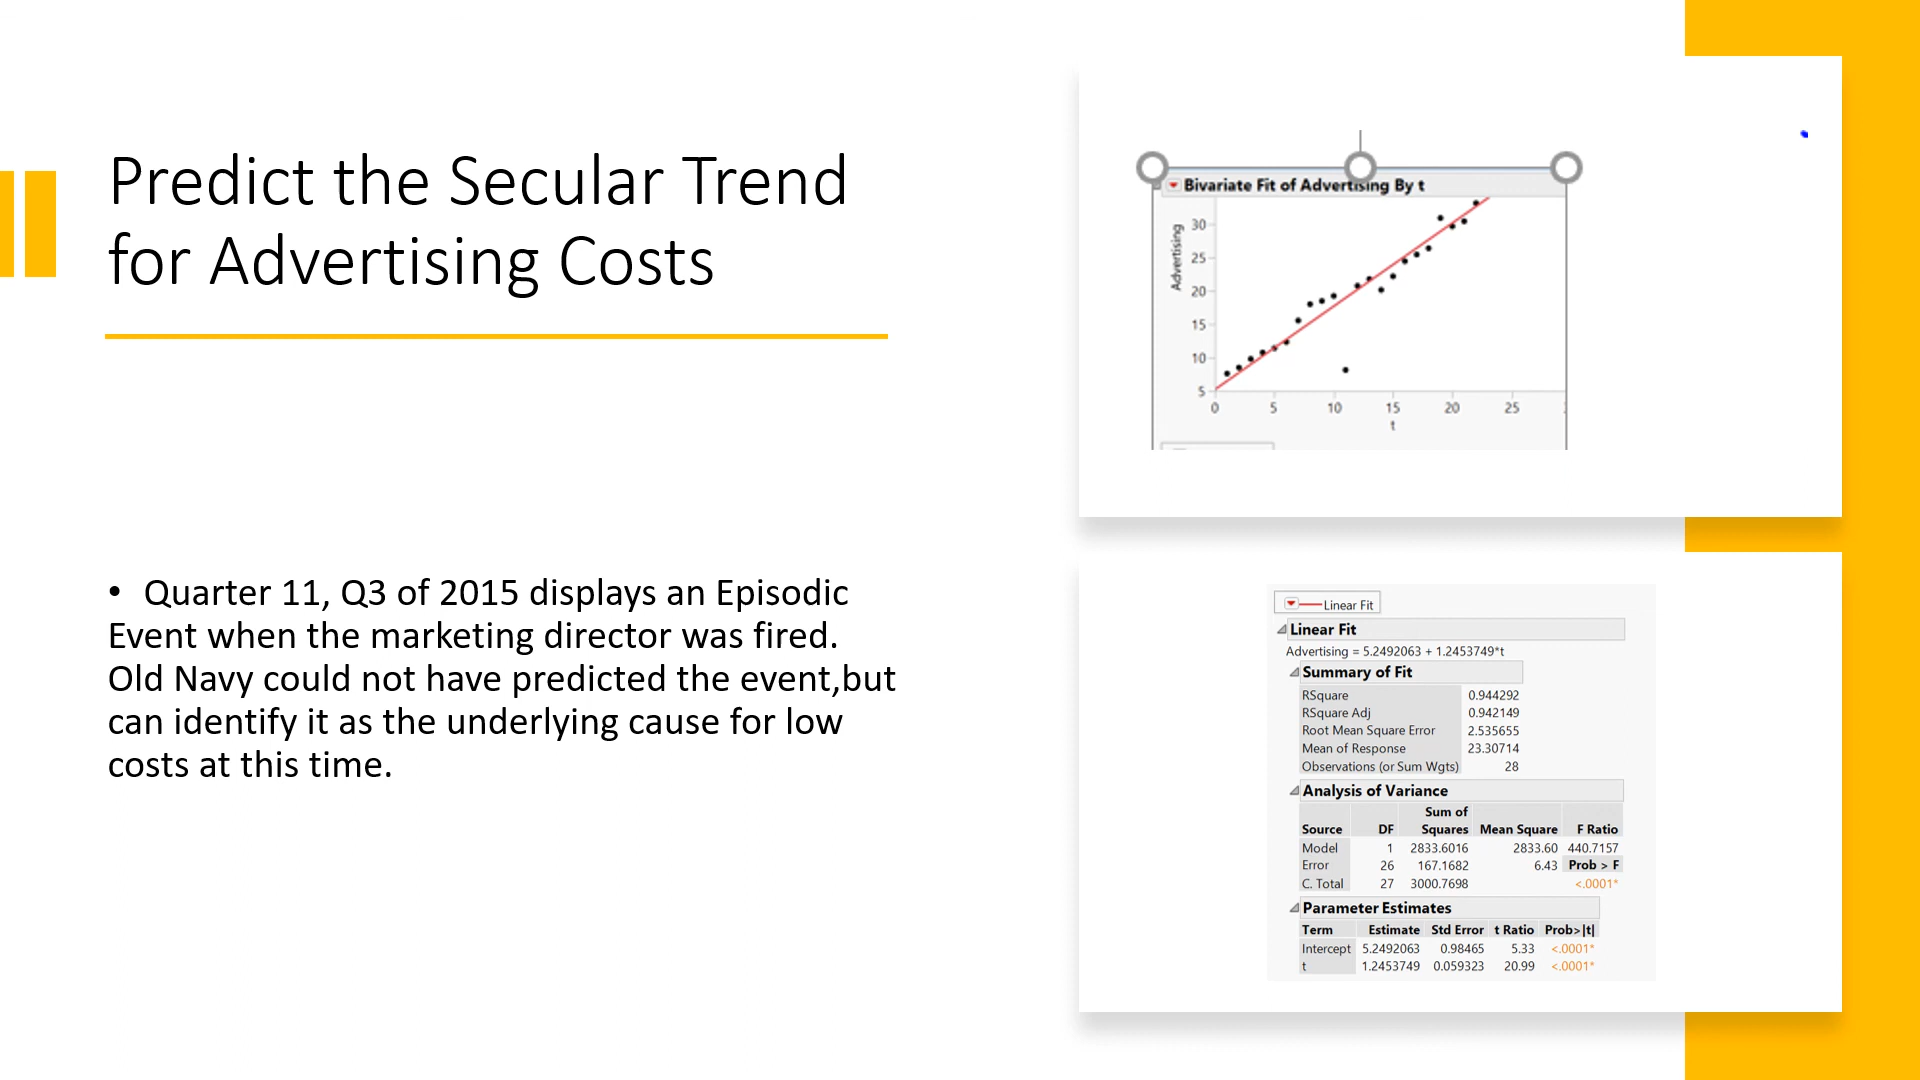 Predict the Secular Trend
for Advertising Costs
• Quarter 11, Q3 of 2015 displays an Episodic
Event when the marketing director was fired.
Old Navy could not have predicted the event,but
can identify it as the underlying cause for low
costs at this time.
Bivariate Fit of Advertising By t
Advertising
30
25
20
15
10
5
0 5 10 15 20 25
t
Linear Fit
Linear Fit
Advertising = 5.2492063 + 1.2453749*t
Summary of Fit
RSquare 0.944292
RSquare Adj 0.942149
Root Mean Square Error 2.535655
Mean of Response 23.30714
Observations (or Sum Wgts) 28
Analysis of Variance
Sum of
Source DF Squares Mean Square F Ratio
Model 1 2833.6016 2833.60 440.7157
Error 26 167.1682 6.43 Prob > F
C. Total 27 3000.7698 <.0001*
Parameter Estimates
Term Estimate Std Error t Ratio Prob>|t|
Intercept 5.2492063 0.98465 5.33 <.0001*
t 1.2453749 0.059323 20.99 <.0001*